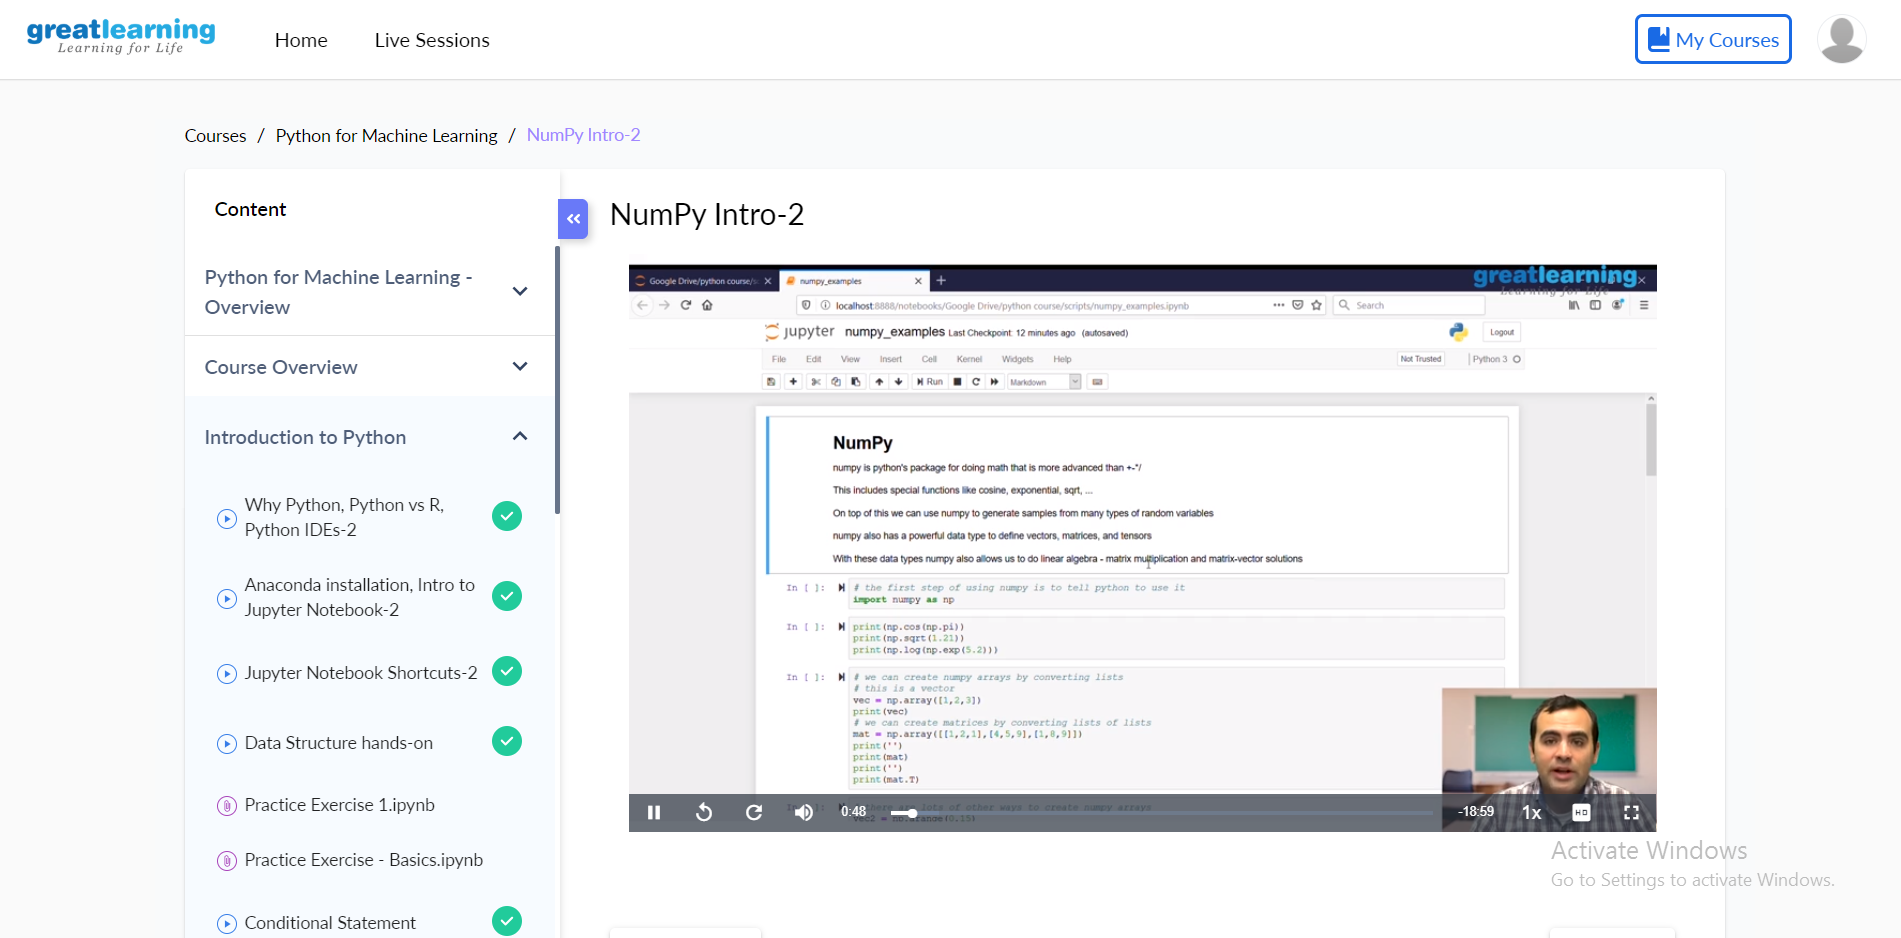 greatlearning
Learning for Life
Home
Live Sessions
My Courses
Courses / Python for Machine Learning / NumPy Intro-2
Content
Python for Machine Learning -
Overview
Course Overview
Introduction to Python
Why Python, Python vs R,
Python IDEs-2
Anaconda installation, Intro to
Jupyter Notebook-2
Jupyter Notebook Shortcuts-2
Data Structure hands-on
Practice Exercise 1.ipynb
Practice Exercise - Basics.ipynb
Conditional Statement
NumPy Intro-2
Google Drive/python course/
numpy_examples
greatlearning
Learning for Life
localhost:8888/notebooks/Google Drive/python course/scripts/numpy_examples.ipynb
Search
jupyter numpy_examples Last Checkpoint: 12 minutes ago (autosaved)
Logout
File Edit View Insert Cell Kernel Widgets Help
Not Trusted
Python 3
Run
Markdown
NumPy
numpy is python's package for doing math that is more advanced than +-*/
This includes special functions like cosine, exponential, sqrt, ...
On top of this we can use numpy to generate samples from many types of random variables
numpy also has a powerful data type to define vectors, matrices, and tensors
With these data types numpy also allows us to do linear algebra - matrix multiplication and matrix-vector solutions
In [ ]:
# the first step of using numpy is to tell python to use it
import numpy as np
In [ ]:
print(np.cos(np.pi))
print(np.sqrt(1.21))
print(np.log(np.exp(5.2)))
In [ ]:
# we can create numpy arrays by converting lists
# this is a vector
vec = np.array([1,2,3])
print(vec)
# we can create matrices by converting lists of lists
mat = np.array([[1,2,1],[4,5,9],[1,8,9]])
print('')
print(mat)
print('')
print(mat.T)
In [ ]:
# there are lots of other ways to create numpy arrays
vec2 = np.arange(0,15)
0:48
-18:59
1x
HD
Activate Windows
Go to Settings to activate Windows.